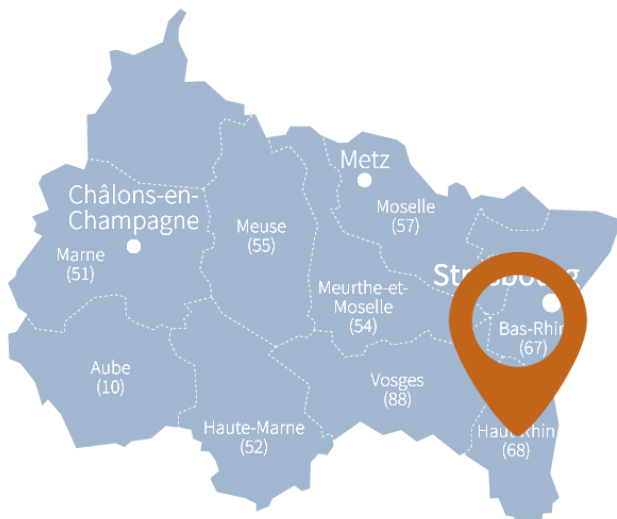 Metz
Châlons-en-
Champagne
Moselle
(57)
Meuse
(55)
Marne
(51)
Strasbourg
Meurthe-et-
Moselle
(54)
Bas-Rhin
(67)
Aube
(10)
Vosges
(88)
Haute-Marne
(52)
Haut-Rhin
(68)